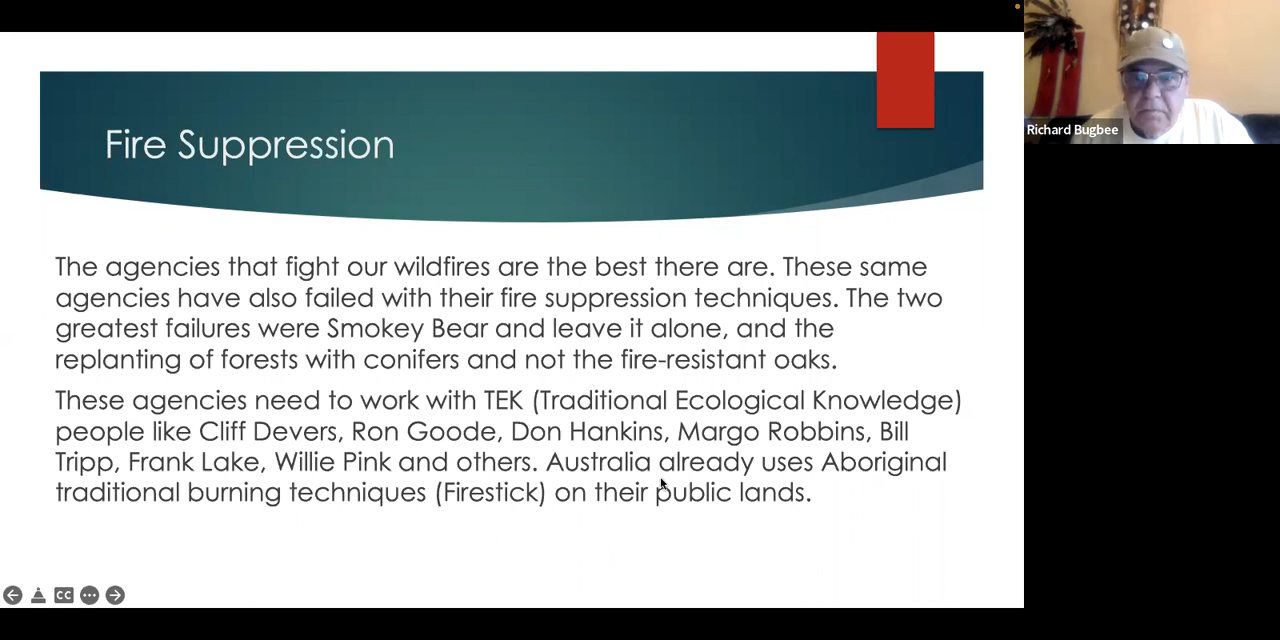 Fire Suppression
The agencies that fight our wildfires are the best there are. These same
agencies have also failed with their fire suppression techniques. The two
greatest failures were Smokey Bear and leave it alone, and the
replanting of forests with conifers and not the fire-resistant oaks.
These agencies need to work with TEK (Traditional Ecological Knowledge)
people like Cliff Devers, Ron Goode, Don Hankins, Margo Robbins, Bill
Tripp, Frank Lake, Willie Pink and others. Australia already uses Aboriginal
traditional burning techniques (Firestick) on their public lands.
CC
Richard Bugbee